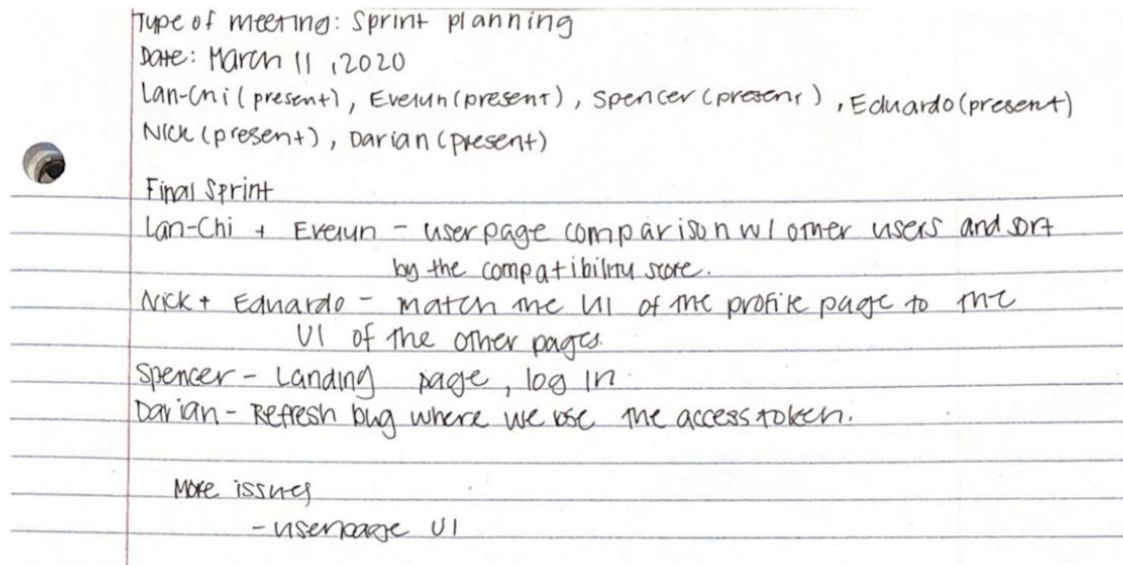 Type of meeting: Sprint planning
Date: March 11, 2020
Lan-Chi (present), Evelyn (present), Spencer (present), Eduardo (present)
Nick (present), Darian (present)
Final Sprint
Lan-Chi + Evelyn - userpage comparison w/ other users and sort
by the compatibility score.
Nick + Eduardo - match the UI of the profile page to the
UI of the other pages.
Spencer - Landing page, log in
Darian - Refresh bug where we lose the access token.
More issues
- userpage UI